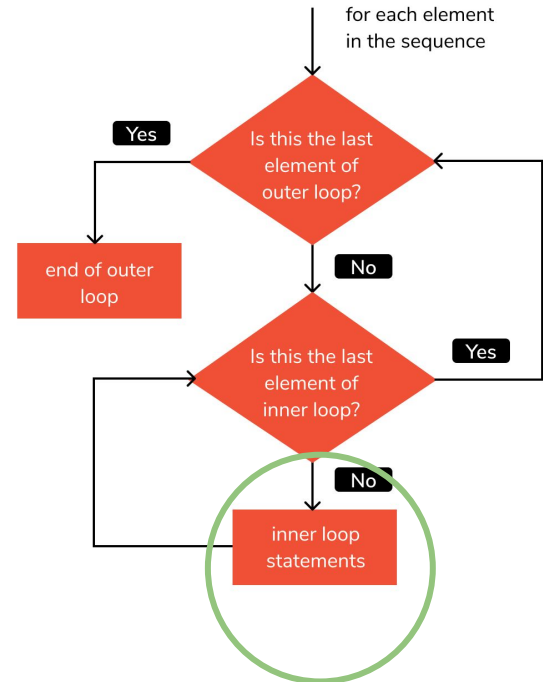 for each element
in the sequence
Is this the last
element of
outer loop?
Yes
end of outer
loop
No
Is this the last
element of
inner loop?
Yes
No
inner loop
statements